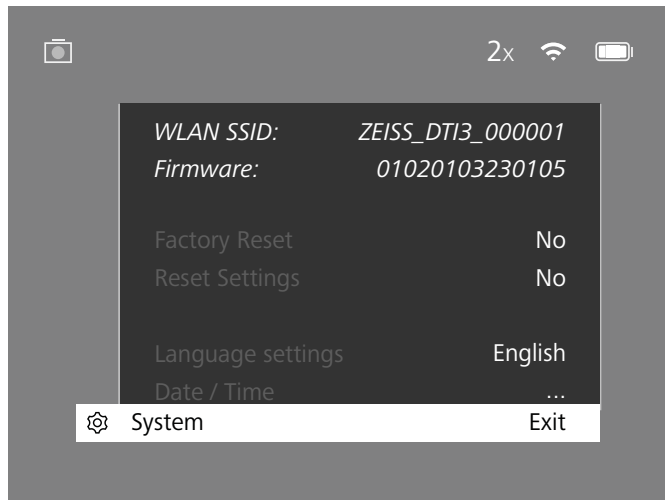 2x
WLAN SSID: ZEISS_DTI3_000001
Firmware: 01020103230105
Factory Reset No
Reset Settings No
Language settings English
Date / Time ...
System Exit